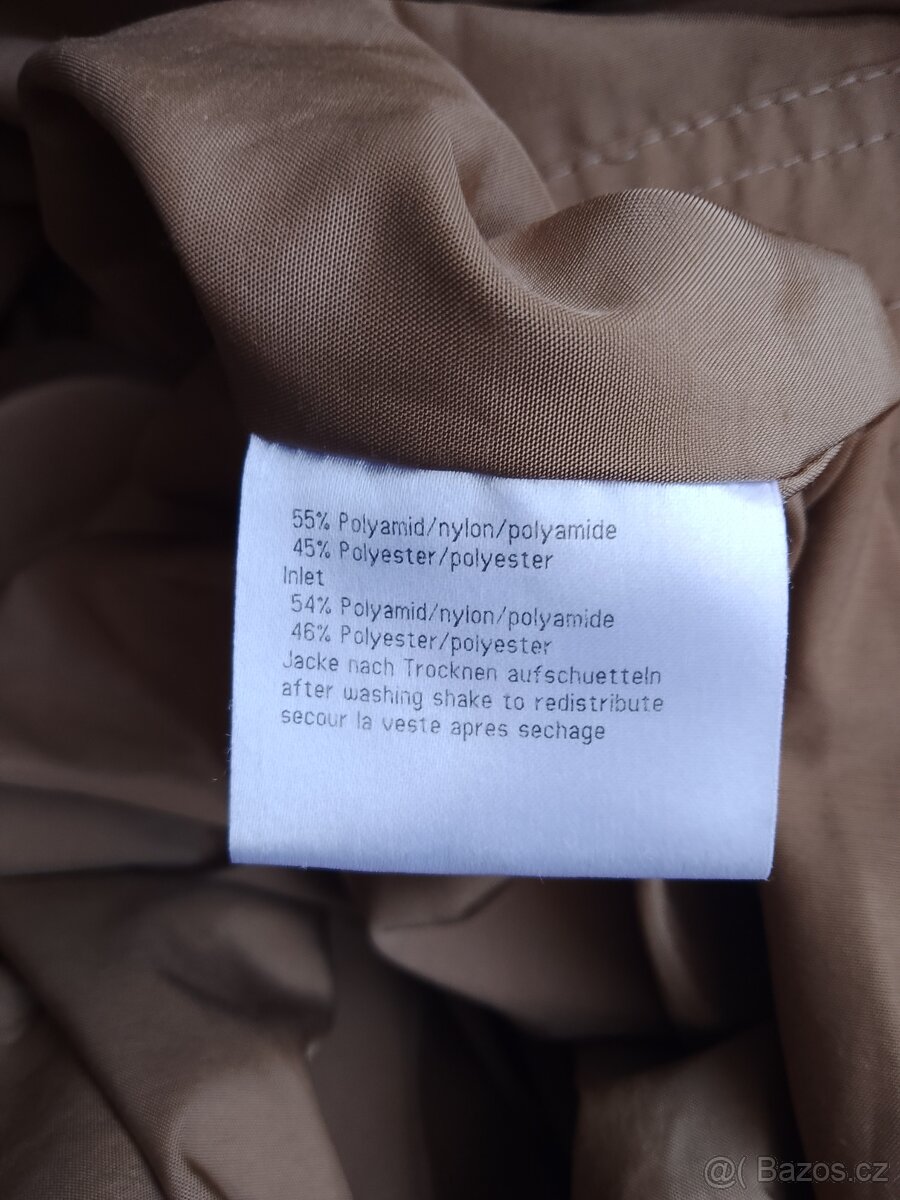 55% Polyamid/nylon/polyamide
45% Polyester/polyester
Inlet
54% Polyamid/nylon/polyamide
46% Polyester/polyester
Jacke nach Trocknen aufschuetteln
after washing shake to redistribute
secour la veste apres sechage
@( Bazos.cz